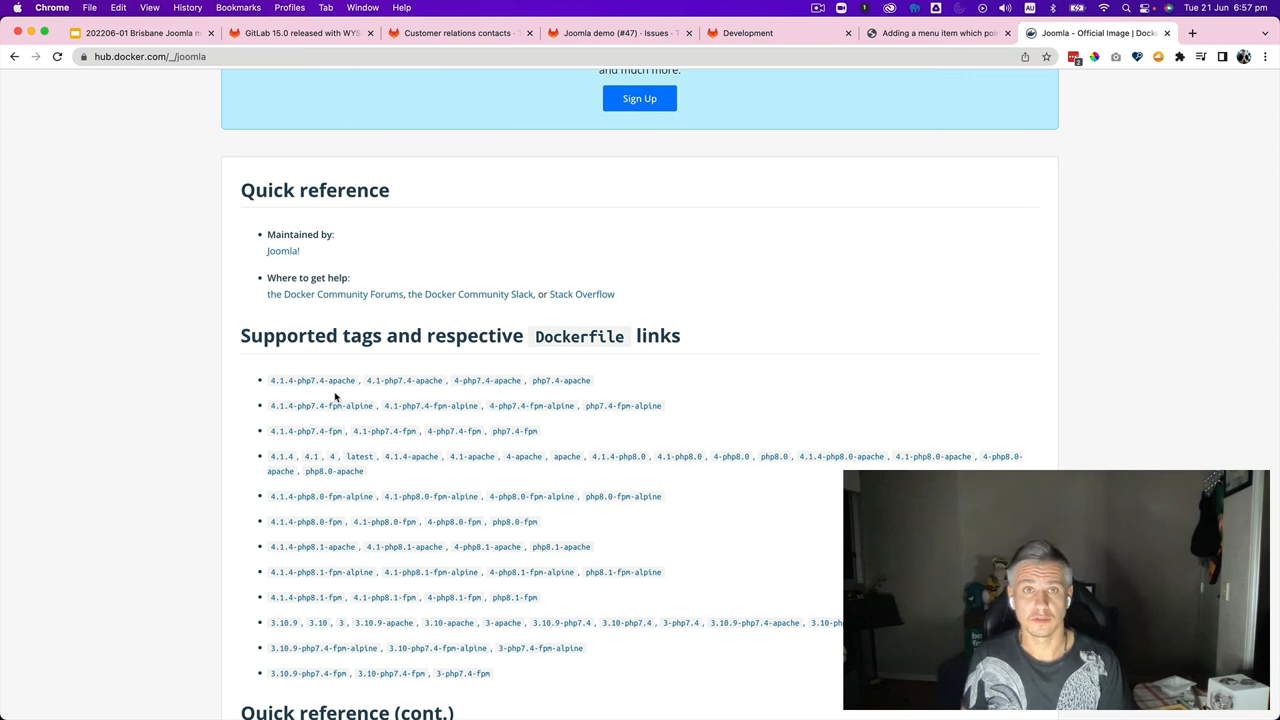 Chrome File Edit View History Bookmarks Profiles Tab Window Help Tue 21 Jun 6:57 pm
202206-01 Brisbane Joomla m GitLab 15.0 released with WYS Customer relations contacts · T Joomla demo (#47) · Issues · T Development Adding a menu item which poin Joomla - Official Image | Docke
hub.docker.com/_/joomla
and much more.
Sign Up
Quick reference
• Maintained by:
Joomla!
• Where to get help:
the Docker Community Forums, the Docker Community Slack, or Stack Overflow
Supported tags and respective Dockerfile links
• 4.1.4-php7.4-apache , 4.1-php7.4-apache , 4-php7.4-apache , php7.4-apache
• 4.1.4-php7.4-fpm-alpine , 4.1-php7.4-fpm-alpine , 4-php7.4-fpm-alpine , php7.4-fpm-alpine
• 4.1.4-php7.4-fpm , 4.1-php7.4-fpm , 4-php7.4-fpm , php7.4-fpm
• 4.1.4 , 4.1 , 4 , latest , 4.1.4-apache , 4.1-apache , 4-apache , apache , 4.1.4-php8.0 , 4.1-php8.0 , 4-php8.0 , php8.0 , 4.1.4-php8.0-apache , 4.1-php8.0-apache , 4-php8.0-
apache , php8.0-apache
• 4.1.4-php8.0-fpm-alpine , 4.1-php8.0-fpm-alpine , 4-php8.0-fpm-alpine , php8.0-fpm-alpine
• 4.1.4-php8.0-fpm , 4.1-php8.0-fpm , 4-php8.0-fpm , php8.0-fpm
• 4.1.4-php8.1-apache , 4.1-php8.1-apache , 4-php8.1-apache , php8.1-apache
• 4.1.4-php8.1-fpm-alpine , 4.1-php8.1-fpm-alpine , 4-php8.1-fpm-alpine , php8.1-fpm-alpine
• 4.1.4-php8.1-fpm , 4.1-php8.1-fpm , 4-php8.1-fpm , php8.1-fpm
• 3.10.9 , 3.10 , 3 , 3.10.9-apache , 3.10-apache , 3-apache , 3.10.9-php7.4 , 3.10-php7.4 , 3-php7.4 , 3.10.9-php7.4-apache , 3.10-ph
• 3.10.9-php7.4-fpm-alpine , 3.10-php7.4-fpm-alpine , 3-php7.4-fpm-alpine
• 3.10.9-php7.4-fpm , 3.10-php7.4-fpm , 3-php7.4-fpm
Quick reference (cont.)